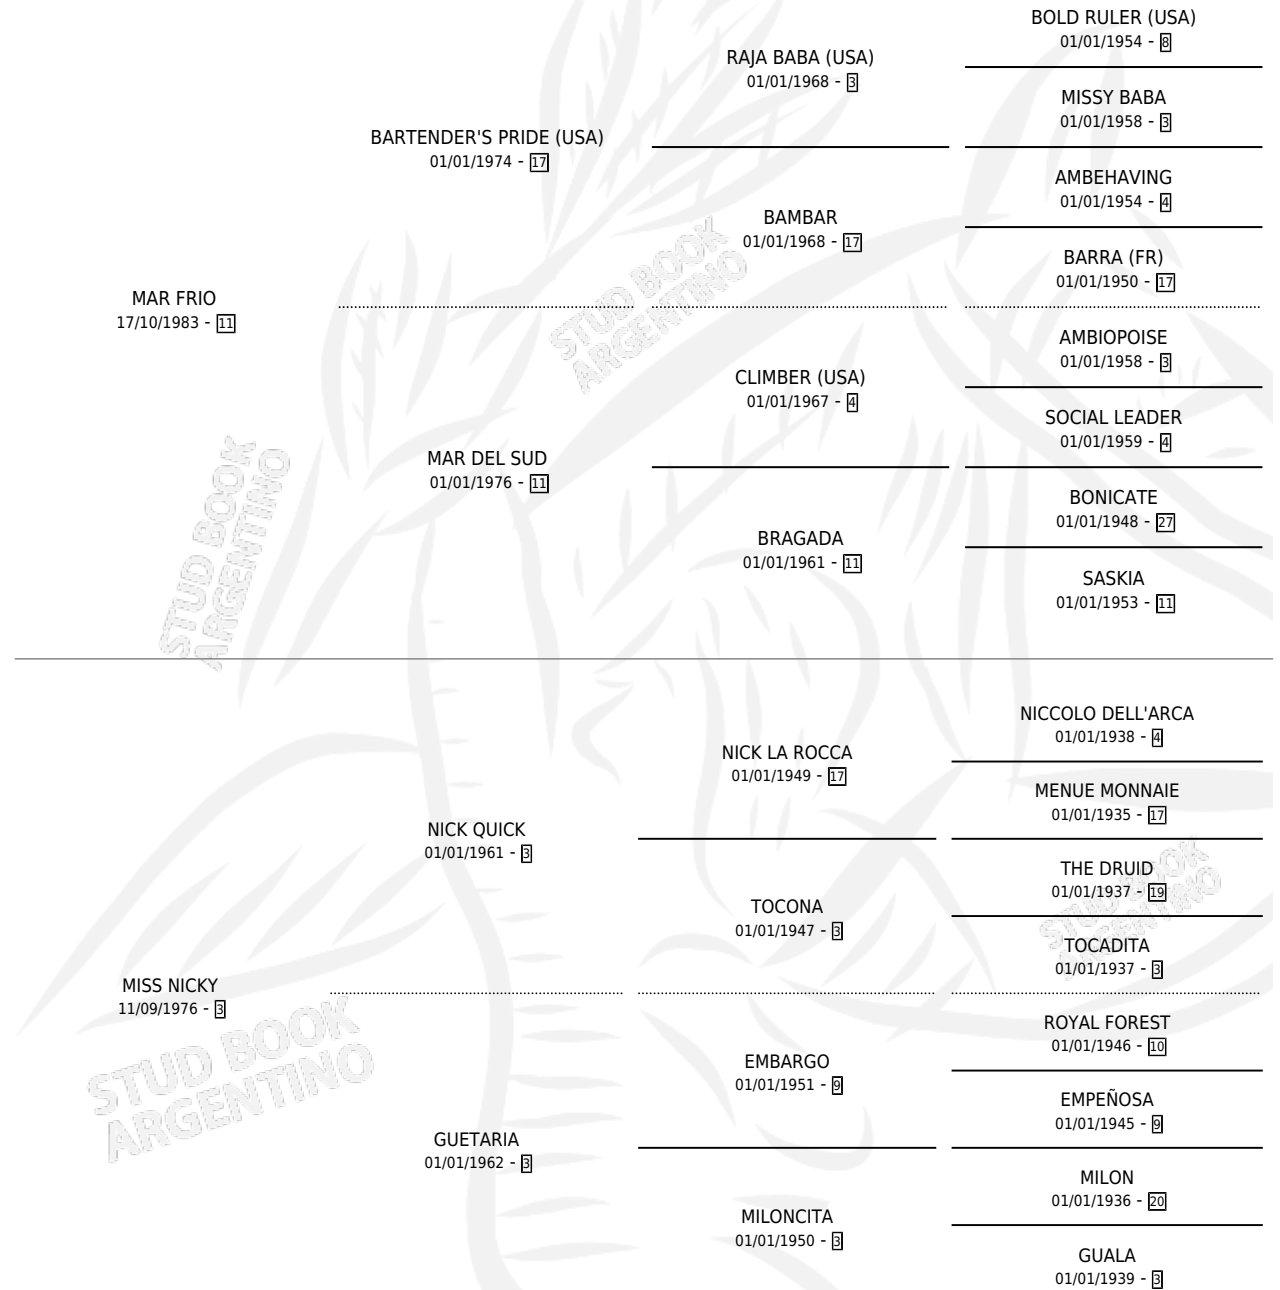 BOLD RULER (USA)
01/01/1954 - 8
RAJA BABA (USA)
01/01/1968 - 3
MISSY BABA
01/01/1958 - 3
BARTENDER'S PRIDE (USA)
01/01/1974 - 17
AMBEHAVING
01/01/1954 - 4
BAMBAR
01/01/1968 - 17
BARRA (FR)
01/01/1950 - 17
MAR FRIO
17/10/1983 - 11
AMBIOPOISE
01/01/1958 - 3
CLIMBER (USA)
01/01/1967 - 4
SOCIAL LEADER
01/01/1959 - 4
MAR DEL SUD
01/01/1976 - 11
BONICATE
01/01/1948 - 27
BRAGADA
01/01/1961 - 11
SASKIA
01/01/1953 - 11
NICCOLO DELL'ARCA
01/01/1938 - 4
NICK LA ROCCA
01/01/1949 - 17
MENUE MONNAIE
01/01/1935 - 17
NICK QUICK
01/01/1961 - 3
THE DRUID
01/01/1937 - 19
TOCONA
01/01/1947 - 3
TOCADITA
01/01/1937 - 3
MISS NICKY
11/09/1976 - 3
ROYAL FOREST
01/01/1946 - 10
EMBARGO
01/01/1951 - 9
EMPEÑOSA
01/01/1945 - 9
GUETARIA
01/01/1962 - 3
MILON
01/01/1936 - 20
MILONCITA
01/01/1950 - 3
GUALA
01/01/1939 - 3
STUD BOOK
ARGENTINO
STUD BOOK
ARGENTINO
STUD BOOK
ARGENTINO
STUD BOOK
ARGENTINO